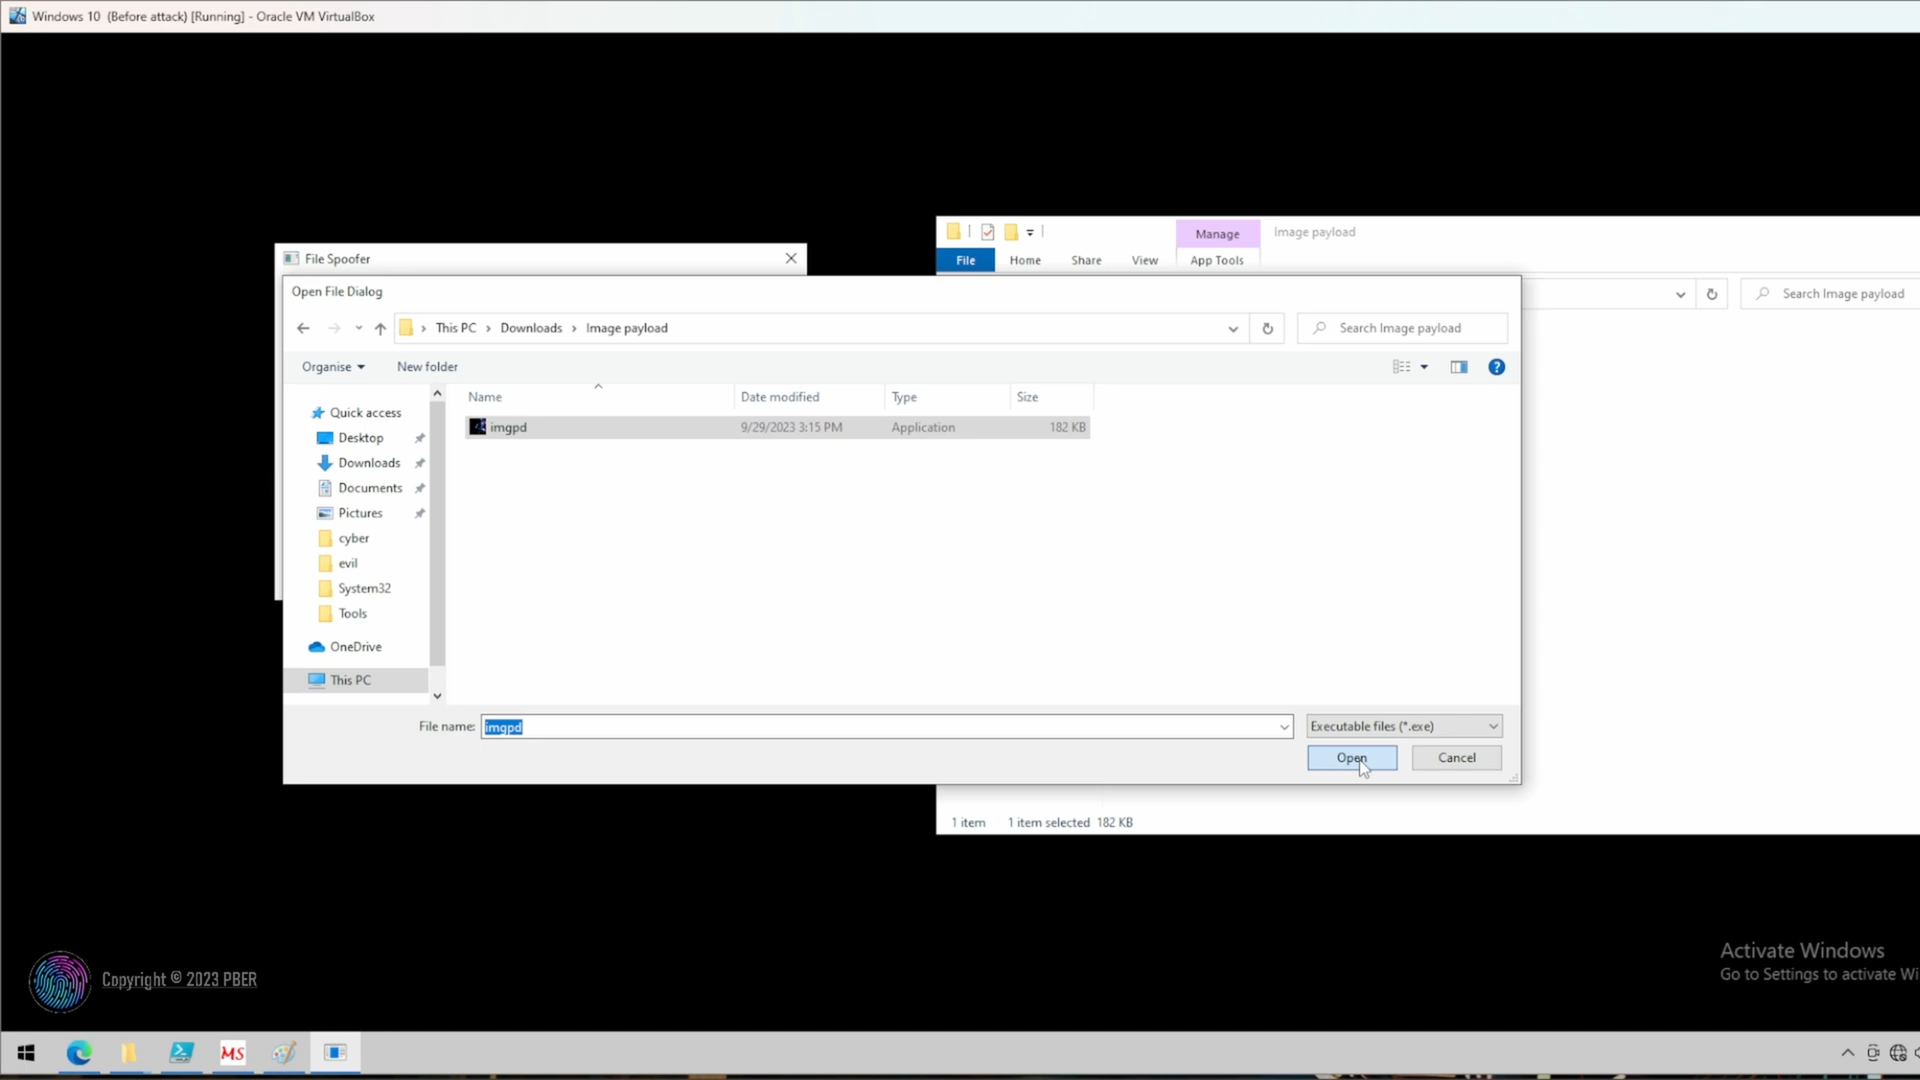 Windows 10 (Before attack) [Running] - Oracle VM VirtualBox
Manage
Image payload
File
Home
Share
View
App Tools
Search Image payload
File Spoofer
Open File Dialog
This PC
Downloads
Image payload
Search Image payload
Organise
New folder
Name
Date modified
Type
Size
imgpd
9/29/2023 3:15 PM
Application
182 KB
Quick access
Desktop
Downloads
Documents
Pictures
cyber
evil
System32
Tools
OneDrive
This PC
File name:
imgpd
Executable files (*.exe)
Open
Cancel
1 item
1 item selected 182 KB
Activate Windows
Go to Settings to activate Wi
Copyright © 2023 PBER
MS